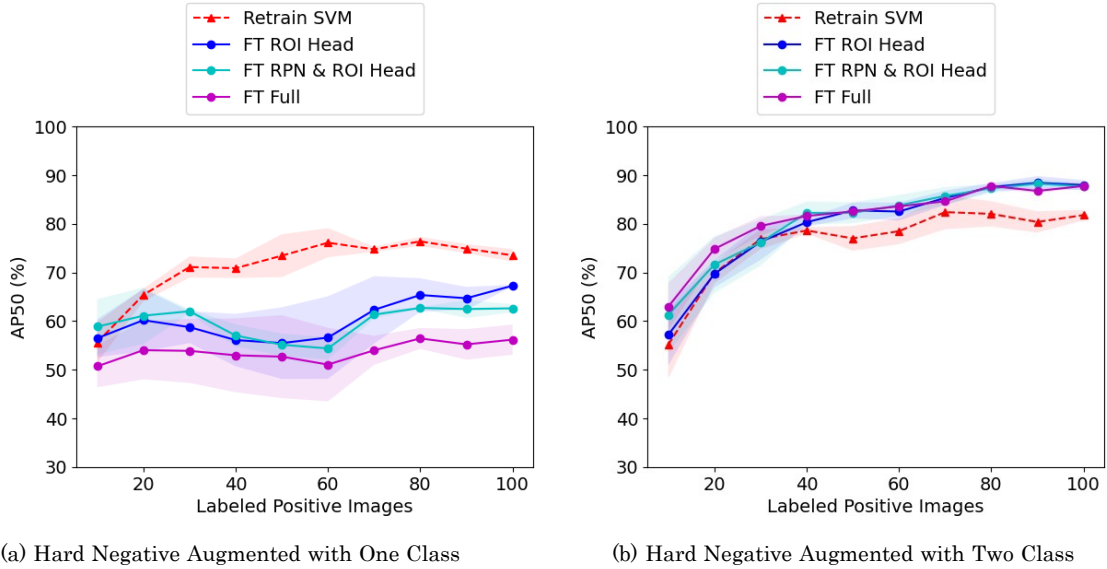 Retrain SVM
FT ROI Head
FT RPN & ROI Head
FT Full
100
90
80
70
60
50
40
30
AP50 (%)
20
40
60
80
100
Labeled Positive Images
(a) Hard Negative Augmented with One Class
Retrain SVM
FT ROI Head
FT RPN & ROI Head
FT Full
100
90
80
70
60
50
40
30
AP50 (%)
20
40
60
80
100
Labeled Positive Images
(b) Hard Negative Augmented with Two Class